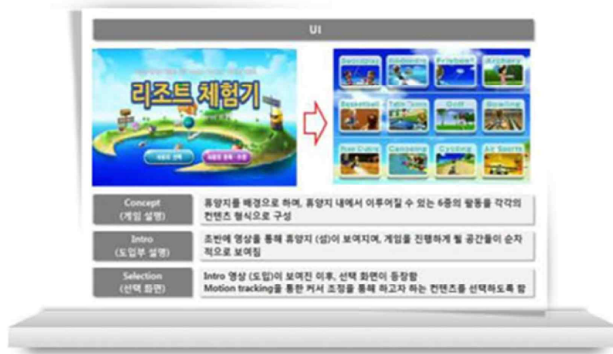 UI
리조트 체험기
Swordplay Wakeboard Frisbee Archery
Basketball Table Tennis Golf Bowling
Power Cruising Canoeing Cycling Air Sports
Concept
(게임 설명)
휴양지를 배경으로 하며, 휴양지 내에서 이루어질 수 있는 6종의 활동을 각각의
컨텐츠 형식으로 구성
Intro
(도입부 설명)
초반에 영상을 통해 휴양지 (섬)이 보여지며, 게임을 진행하게 될 공간들이 순차
적으로 보여짐
Selection
(선택 화면)
Intro 영상 (도입)이 보여진 이후, 선택 화면이 등장함
Motion tracking을 통한 커서 조정을 통해 하고자 하는 컨텐츠를 선택하도록 함